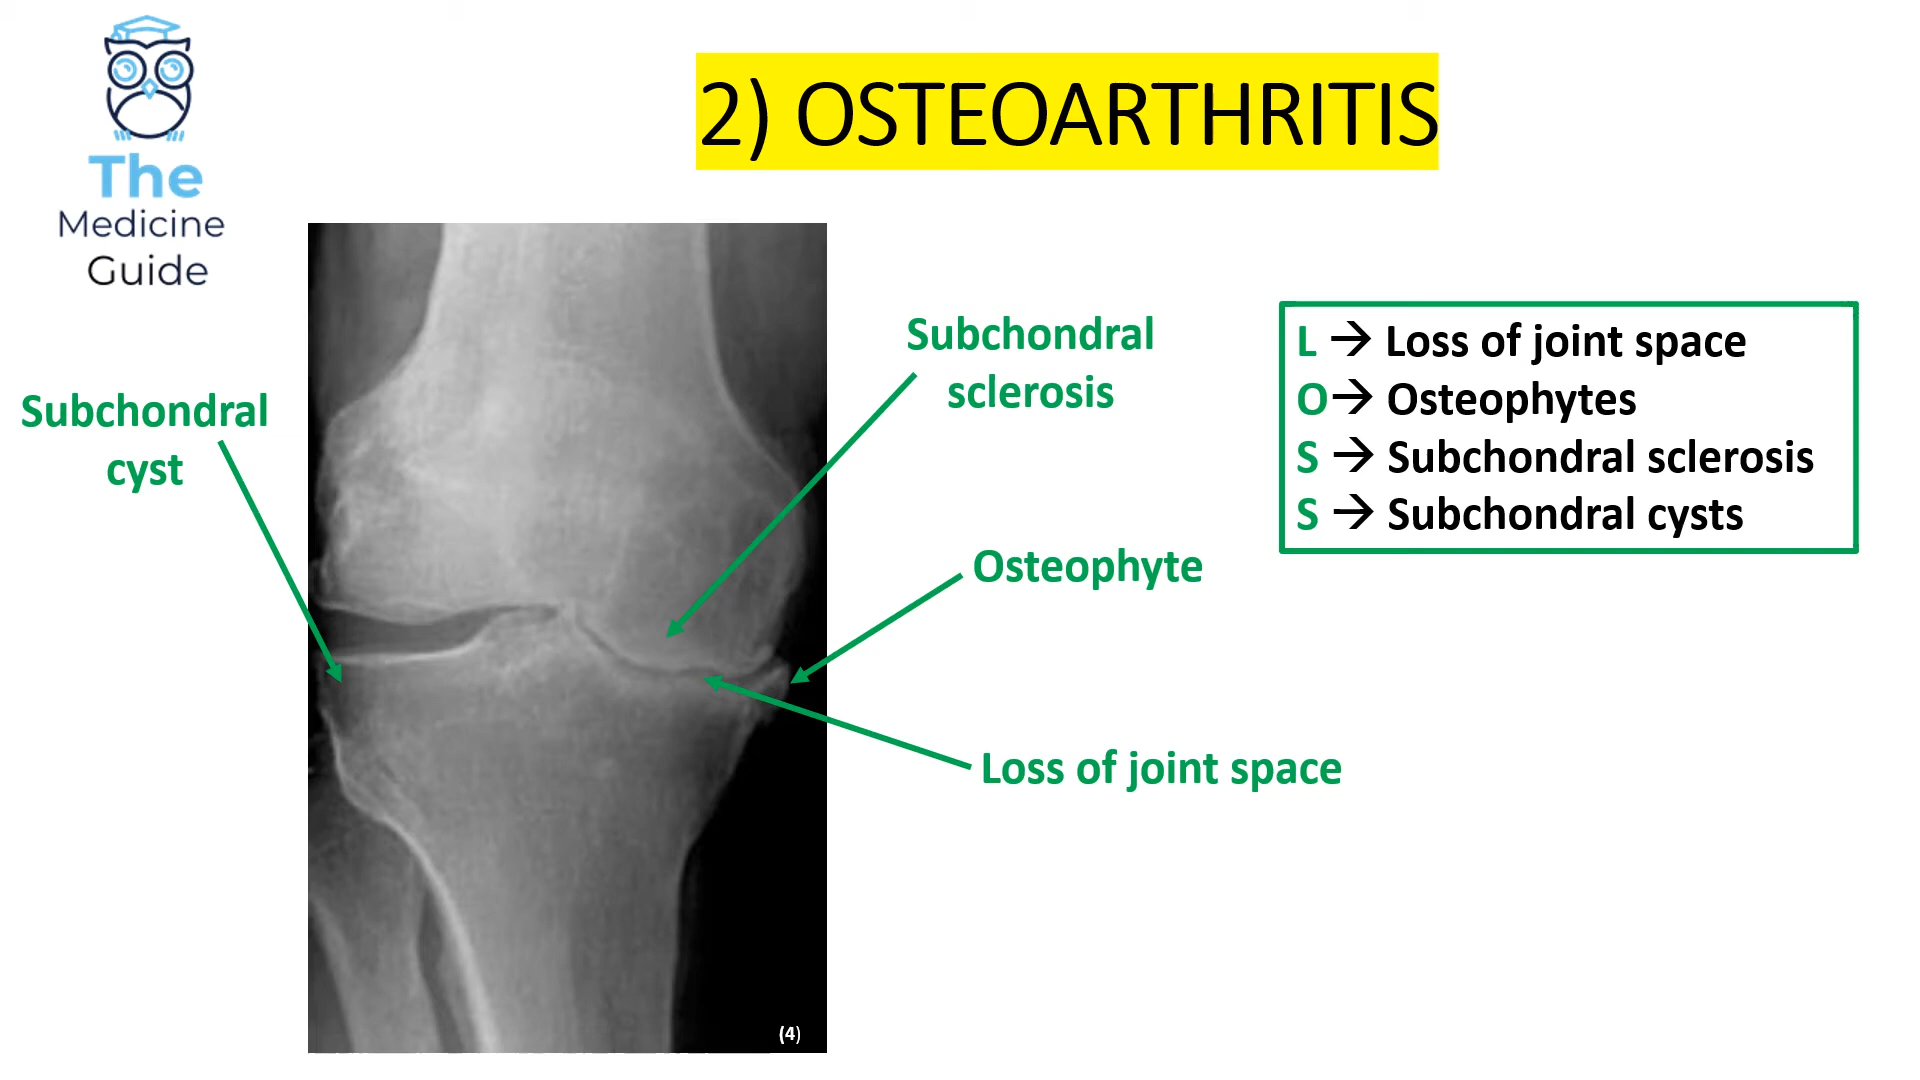 The
Medicine
Guide
2) OSTEOARTHRITIS
Subchondral
cyst
Subchondral
sclerosis
Osteophyte
Loss of joint space
L → Loss of joint space
O→ Osteophytes
S → Subchondral sclerosis
S → Subchondral cysts
(4)